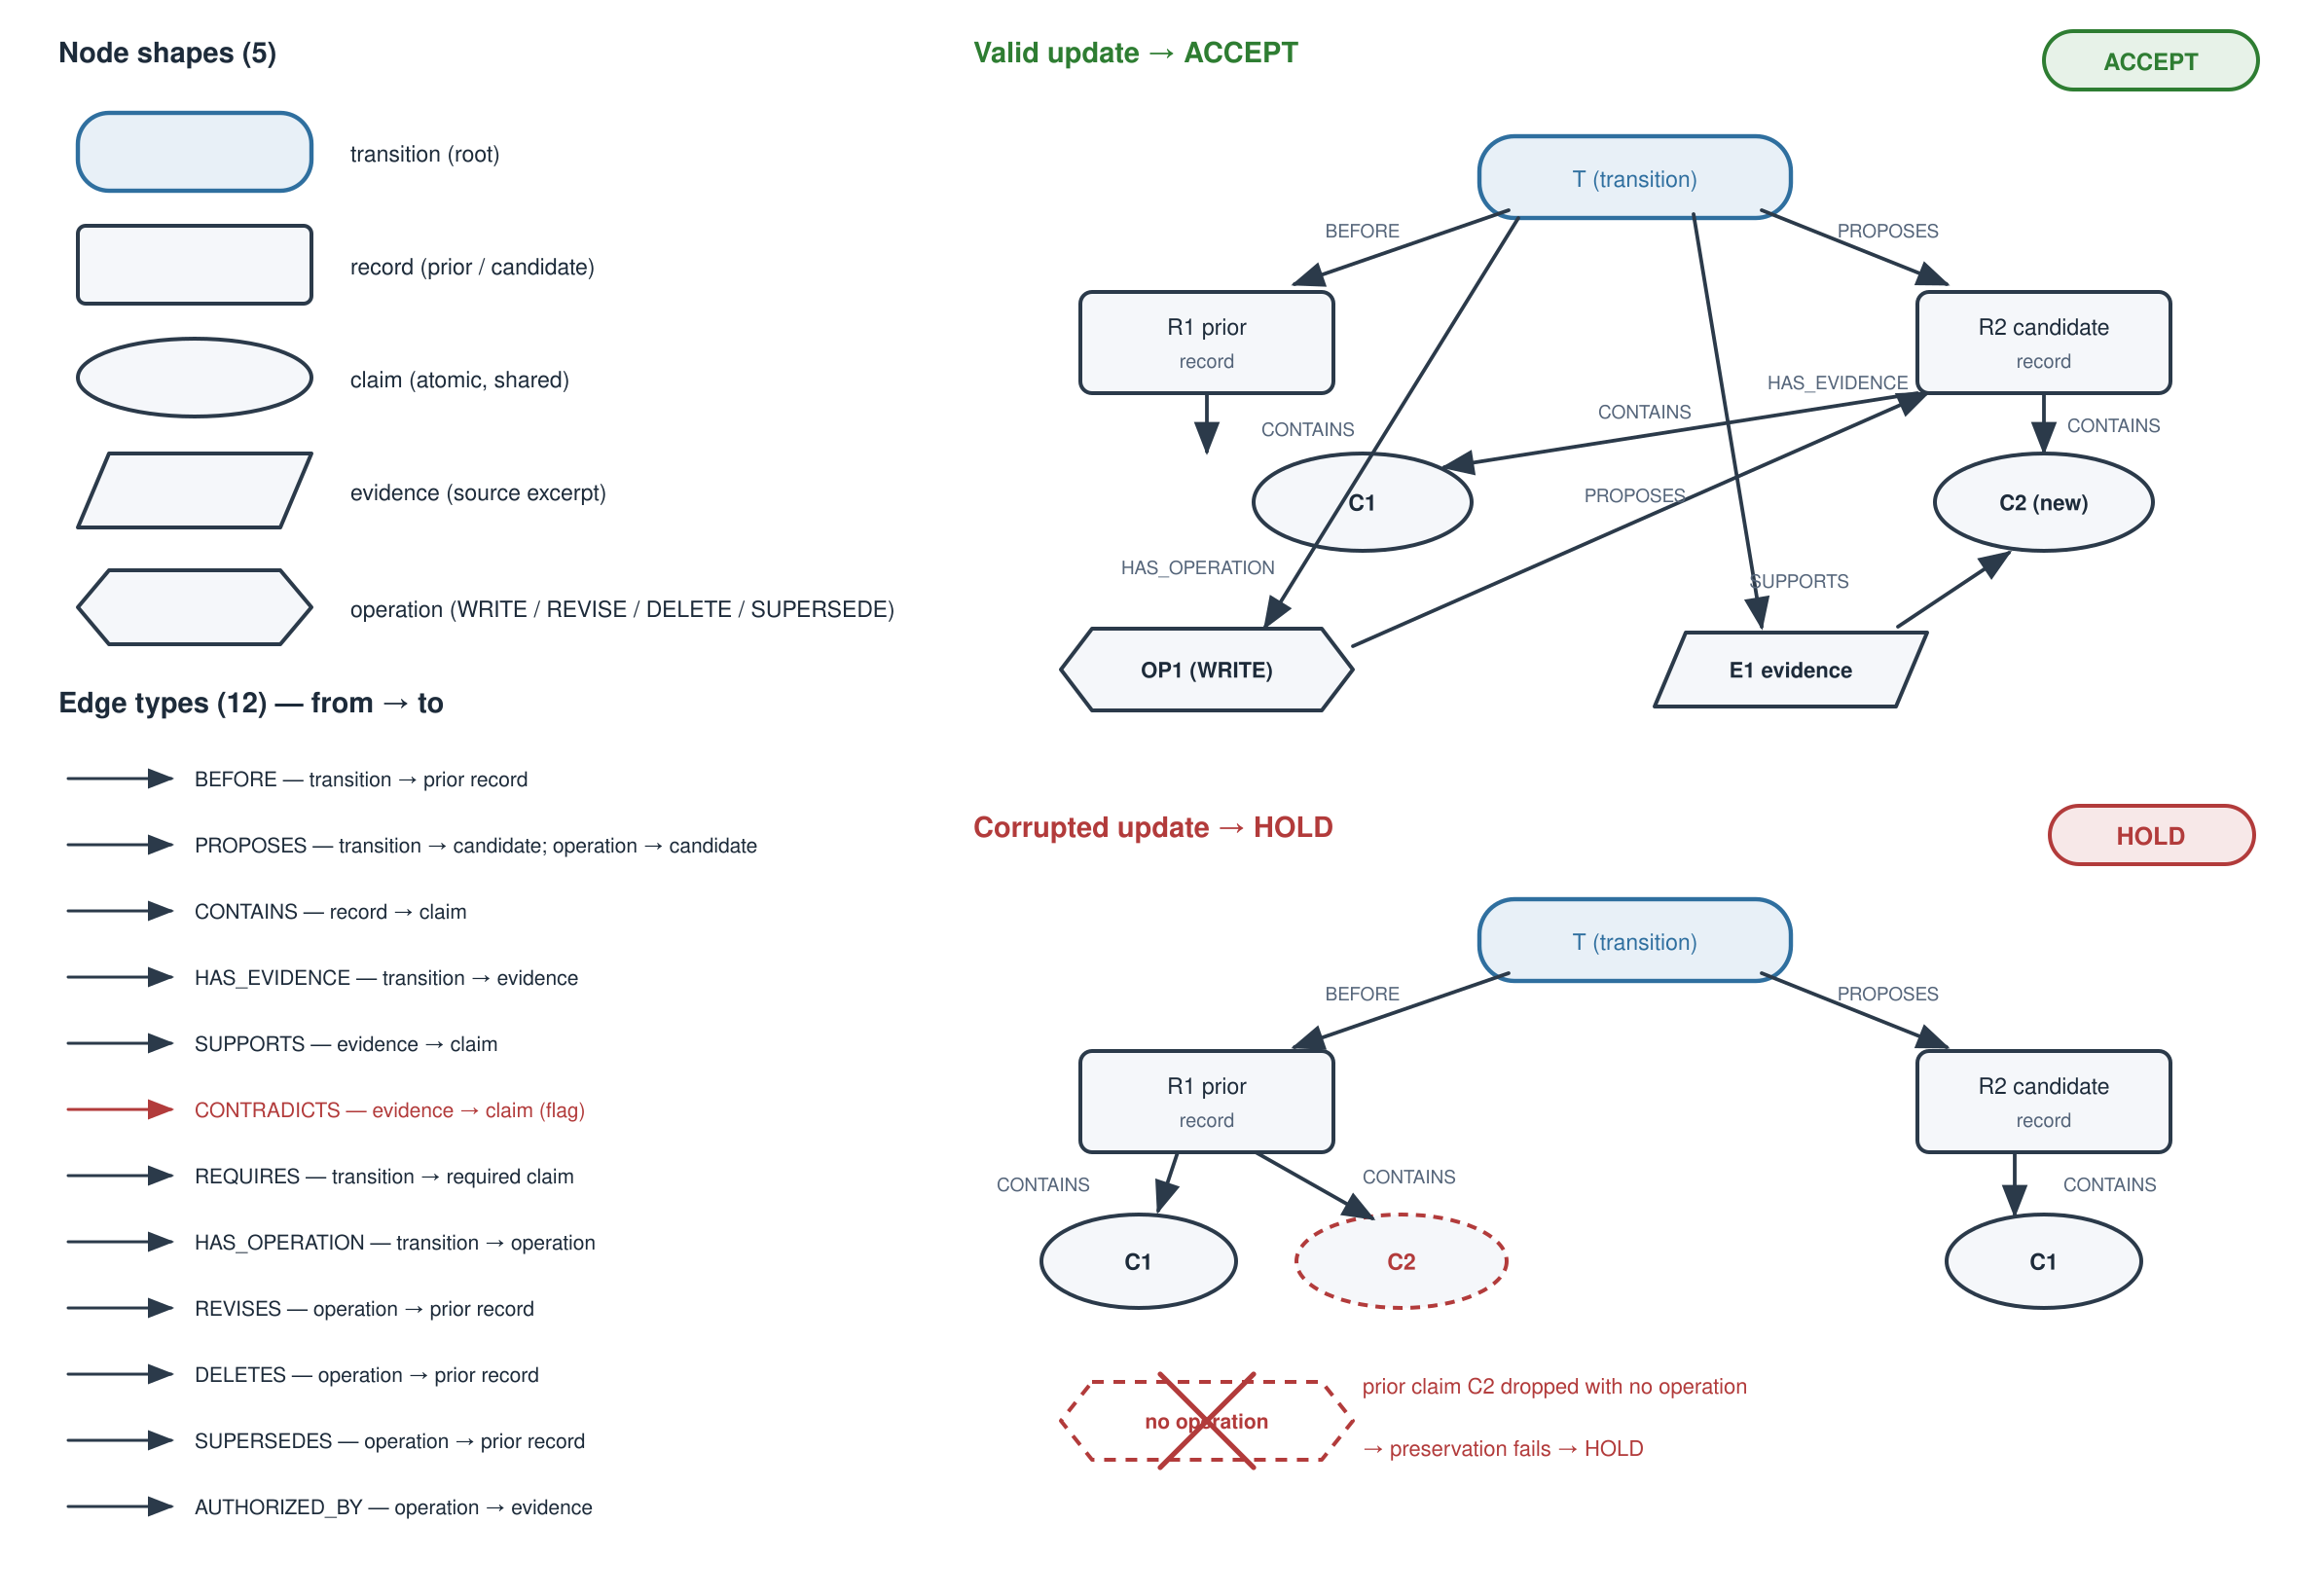 Node shapes (5)
transition (root)
record (prior / candidate)
claim (atomic, shared)
evidence (source excerpt)
operation (WRITE / REVISE / DELETE / SUPERSEDE)
Edge types (12) — from → to
BEFORE — transition → prior record
PROPOSES — transition → candidate; operation → candidate
CONTAINS — record → claim
HAS_EVIDENCE — transition → evidence
SUPPORTS — evidence → claim
CONTRADICTS — evidence → claim (flag)
REQUIRES — transition → required claim
HAS_OPERATION — transition → operation
REVISES — operation → prior record
DELETES — operation → prior record
SUPERSEDES — operation → prior record
AUTHORIZED_BY — operation → evidence
Valid update → ACCEPT
ACCEPT
T (transition)
BEFORE
PROPOSES
R1 prior
record
R2 candidate
record
HAS_EVIDENCE
CONTAINS
CONTAINS
CONTAINS
C1
PROPOSES
C2 (new)
HAS_OPERATION
SUPPORTS
OP1 (WRITE)
E1 evidence
Corrupted update → HOLD
HOLD
T (transition)
BEFORE
PROPOSES
R1 prior
record
R2 candidate
record
CONTAINS
CONTAINS
CONTAINS
C1
C2
C1
no operation
prior claim C2 dropped with no operation
→ preservation fails → HOLD